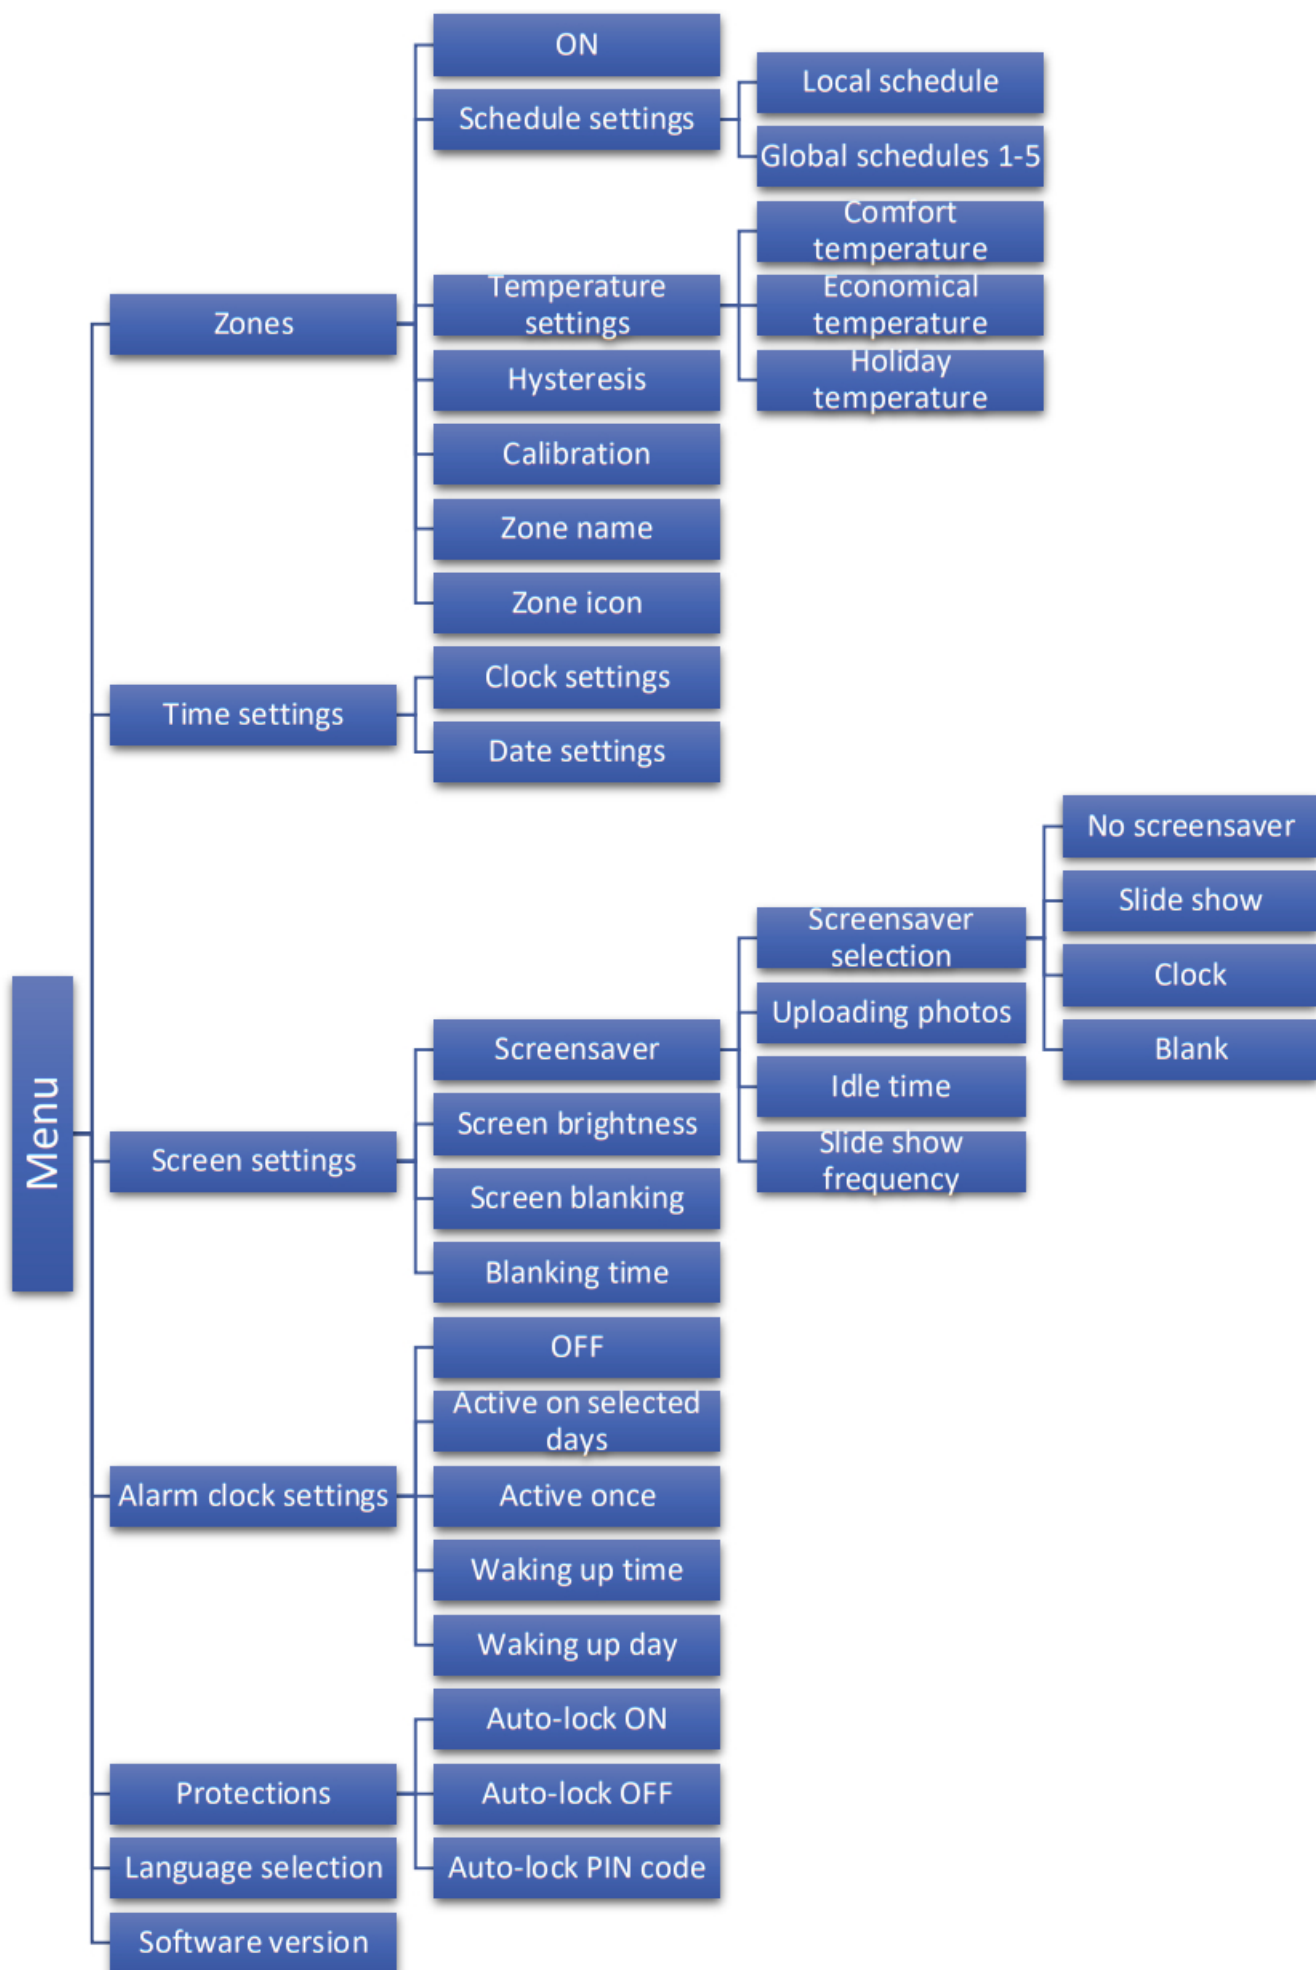 ON
Local schedule
Schedule settings
Global schedules 1-5
Comfort
temperature
Temperature
settings
Economical
temperature
Zones
Holiday
temperature
Hysteresis
Calibration
Zone name
Zone icon
Clock settings
Time settings
Date settings
No screensaver
Slide show
Screensaver
selection
Clock
Uploading photos
Screensaver
Blank
Idle time
Screen brightness
Menu
Screen settings
Slide show
frequency
Screen blanking
Blanking time
OFF
Active on selected
days
Alarm clock settings
Active once
Waking up time
Waking up day
Auto-lock ON
Protections
Auto-lock OFF
Language selection
Auto-lock PIN code
Software version